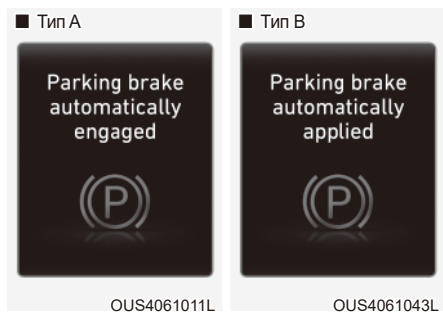 ■ Тип A
Parking brake
automatically
engaged
P
OUS4061011L
■ Тип B
Parking brake
automatically
applied
P
OUS4061043L